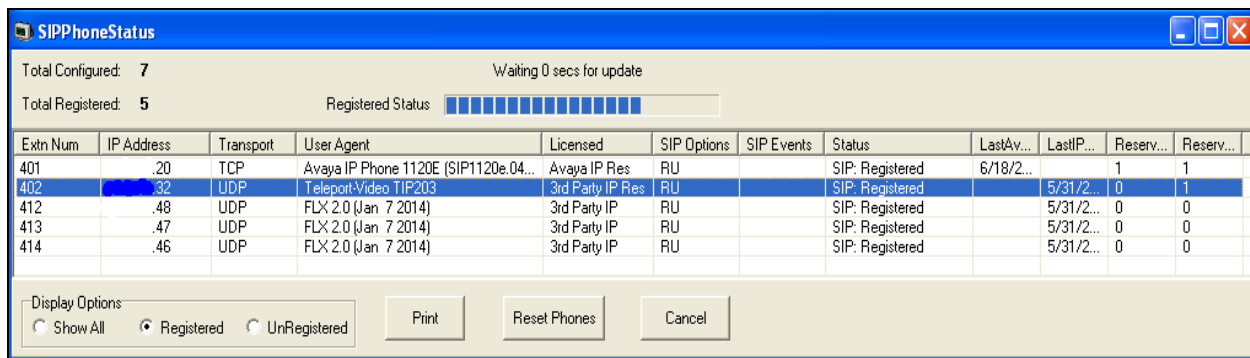 SIPPhoneStatus
Total Configured: 7 Waiting 0 secs for update
Total Registered: 5 Registered Status
Extn Num IP Address Transport User Agent Licensed SIP Options SIP Events Status LastAv... LastIP... Reserv... Reserv...
401 .20 TCP Avaya IP Phone 1120E (SIP1120e.04... Avaya IP Res RU SIP: Registered 6/18/2... 1 1
402 .32 UDP Teleport-Video TIP203 3rd Party IP Res RU SIP: Registered 5/31/2... 0 1
412 .48 UDP FLX 2.0 (Jan 7 2014) 3rd Party IP RU SIP: Registered 5/31/2... 0 0
413 .47 UDP FLX 2.0 (Jan 7 2014) 3rd Party IP RU SIP: Registered 5/31/2... 0 0
414 .46 UDP FLX 2.0 (Jan 7 2014) 3rd Party IP RU SIP: Registered 5/31/2... 0 0
Display Options
Show All Registered UnRegistered Print Reset Phones Cancel